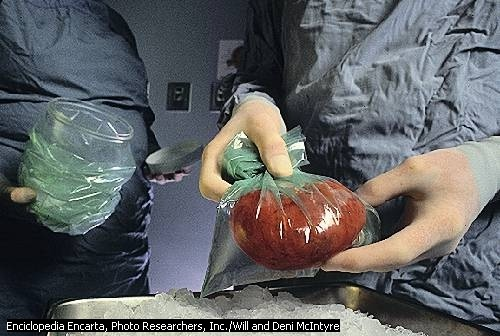 Enciclopedia Encarta, Photo Researchers, Inc./Will and Deni McIntyre